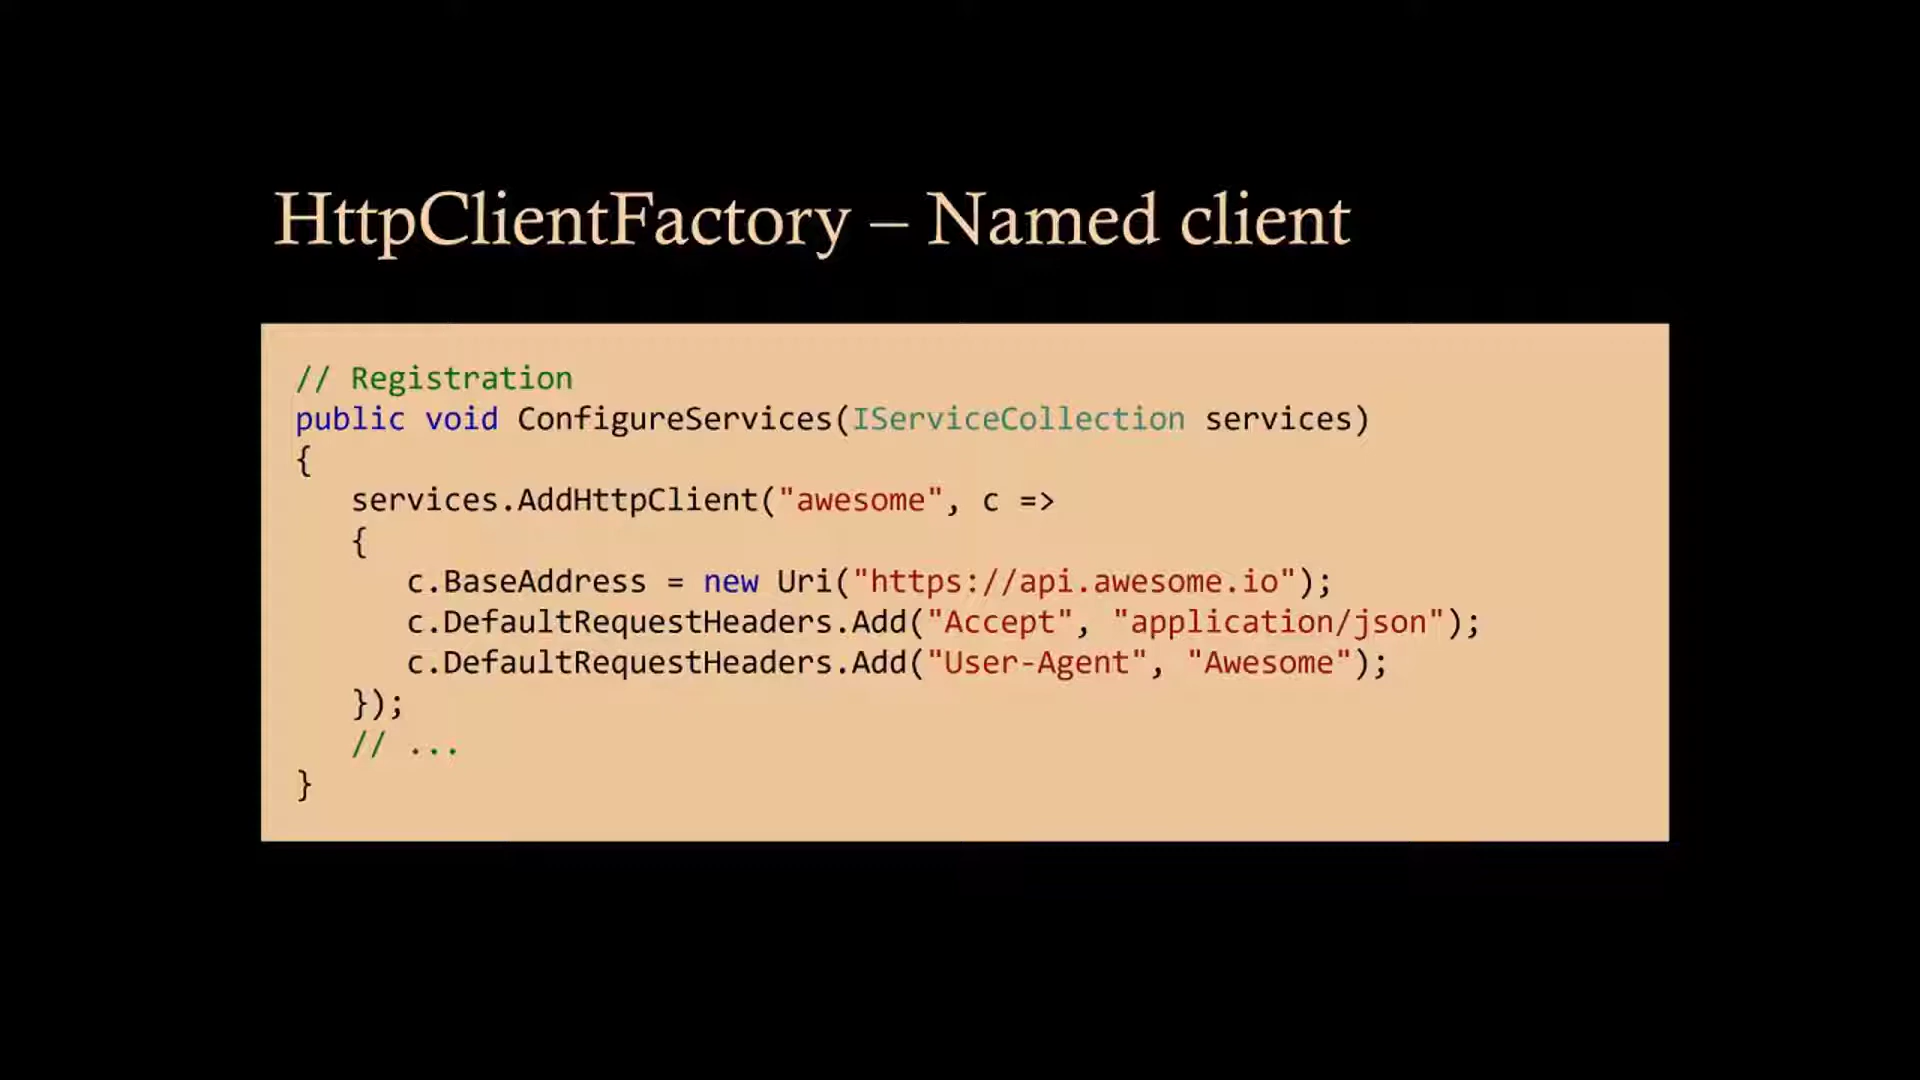 HttpClientFactory – Named client
// Registration
public void ConfigureServices(IServiceCollection services)
{
services.AddHttpClient("awesome", c =>
{
c.BaseAddress = new Uri("https://api.awesome.io");
c.DefaultRequestHeaders.Add("Accept", "application/json");
c.DefaultRequestHeaders.Add("User-Agent", "Awesome");
});
// ...
}